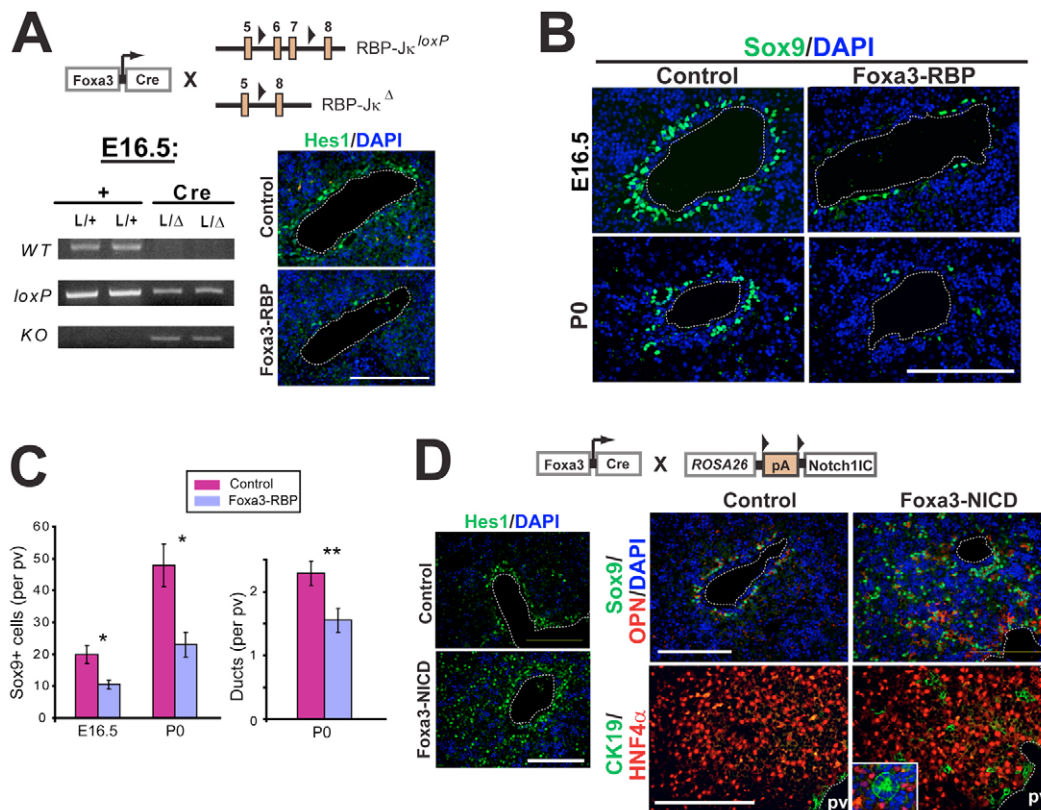 A
5 6 7 8
RBP-Jκ loxP
Foxa3 Cre X
5 8
RBP-Jκ Δ
E16.5:
+ Cre
L/+ L/+ L/Δ L/Δ
WT
loxP
KO
Hes1/DAPI
Control
Foxa3-RBP
B
Sox9/DAPI
Control Foxa3-RBP
E16.5
P0
C
Control
Foxa3-RBP
Sox9+ cells (per pv)
60
50
40
30
20
10
0
* *
E16.5 P0
Ducts (per pv)
2
1
0
**
P0
D
Foxa3 Cre X ROSA26 pA Notch1IC
Hes1/DAPI
Control
Foxa3-NICD
Control Foxa3-NICD
Sox9/
OPN/DAPI
CK19/
HNF4α
pv
pv